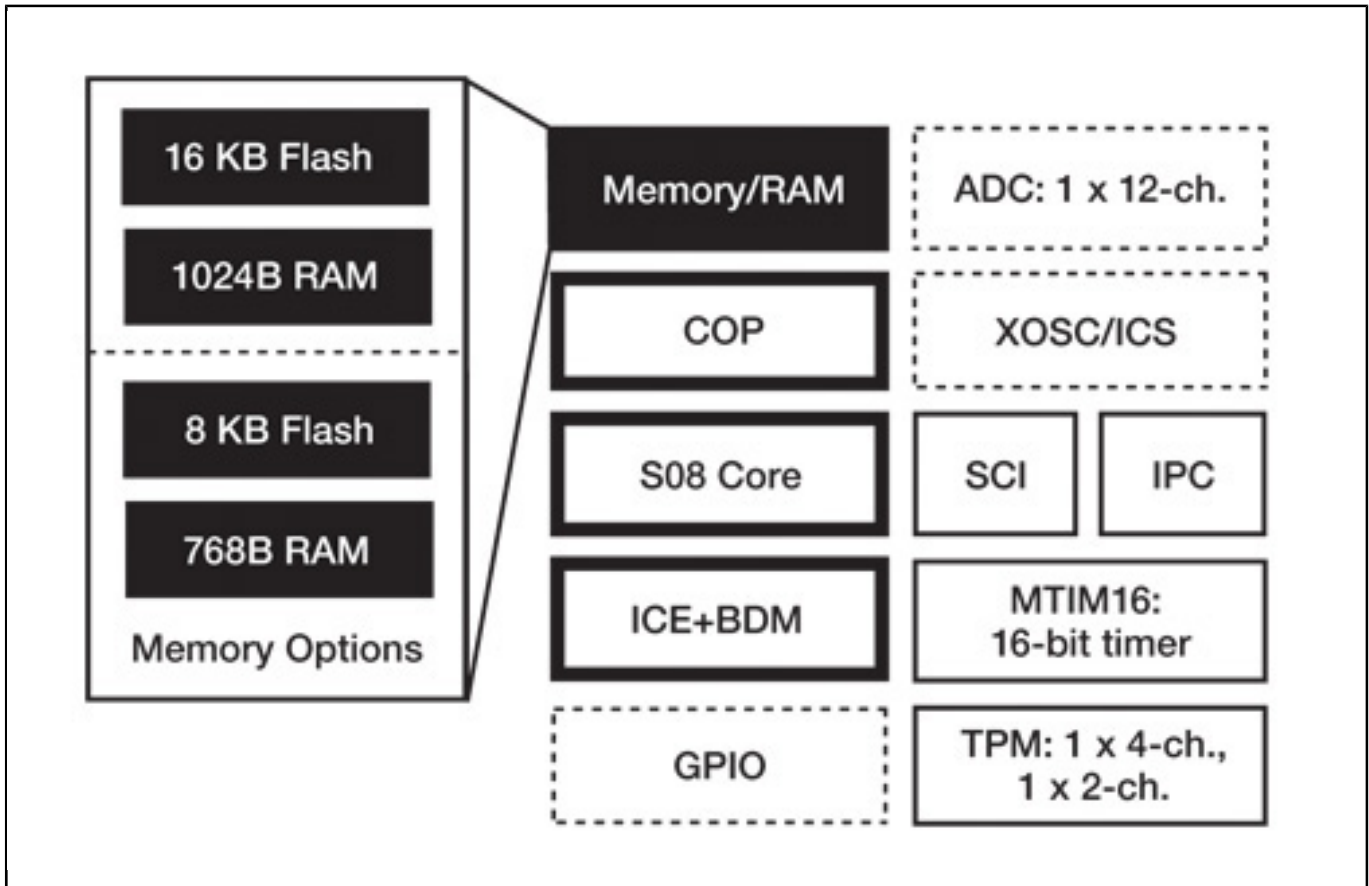 16 KB Flash
1024B RAM
8 KB Flash
768B RAM
Memory Options
Memory/RAM
COP
S08 Core
ICE+BDM
GPIO
ADC: 1 x 12-ch.
XOSC/ICS
SCI
IPC
MTIM16:
16-bit timer
TPM: 1 x 4-ch.,
1 x 2-ch.